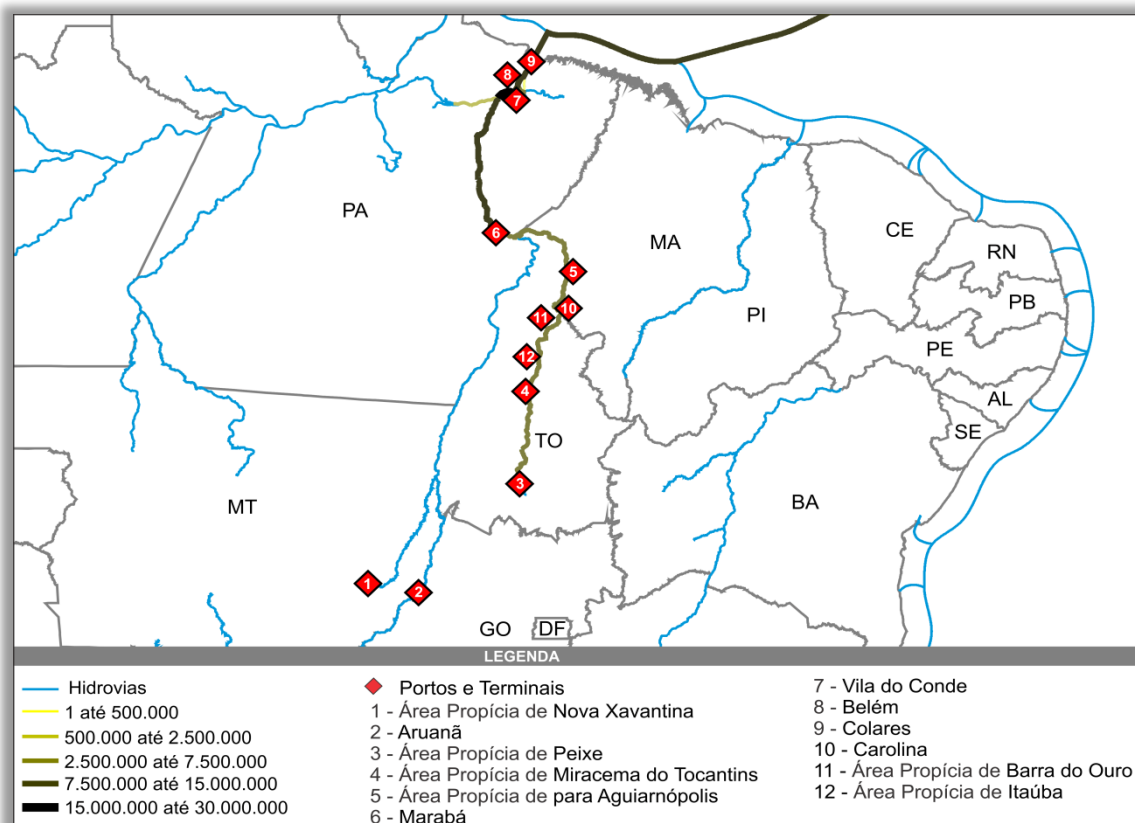 9
8
7
PA
6
MA
CE
RN
5
PI
PB
10
11
PE
12
4
AL
TO
SE
3
MT
BA
1
2
GO
DF
LEGENDA
Hidrovias
1 até 500.000
500.000 até 2.500.000
2.500.000 até 7.500.000
7.500.000 até 15.000.000
15.000.000 até 30.000.000
Portos e Terminais
1 - Área Propícia de Nova Xavantina
2 - Aruanã
3 - Área Propícia de Peixe
4 - Área Propícia de Miracema do Tocantins
5 - Área Propícia de para Aguiarnópolis
6 - Marabá
7 - Vila do Conde
8 - Belém
9 - Colares
10 - Carolina
11 - Área Propícia de Barra do Ouro
12 - Área Propícia de Itaúba